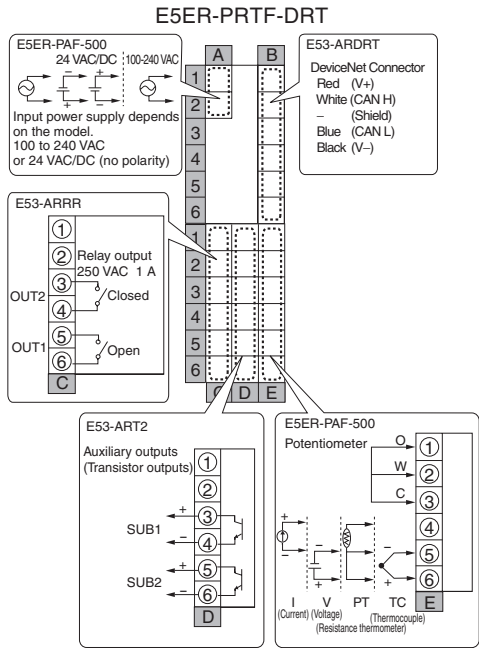 E5ER-PRTF-DRT
E5ER-PAF-500
24 VAC/DC
100-240 VAC
Input power supply depends
on the model.
100 to 240 VAC
or 24 VAC/DC (no polarity)
A
B
1
2
3
4
5
6
1
2
3
4
5
6
C D E
E53-ARDRT
DeviceNet Connector
Red (V+)
White (CAN H)
– (Shield)
Blue (CAN L)
Black (V–)
E53-ARRR
1
2
3
4
5
6
C
Relay output
250 VAC 1 A
OUT2
Closed
OUT1
Open
E53-ART2
Auxiliary outputs
(Transistor outputs)
1
2
3
4
5
6
D
+
SUB1
–
+
SUB2
–
E5ER-PAF-500
Potentiometer
O
W
C
1
2
3
4
5
6
E
+
–
–
+
–
+
I V PT TC
(Current) (Voltage) (Thermocouple)
(Resistance thermometer)